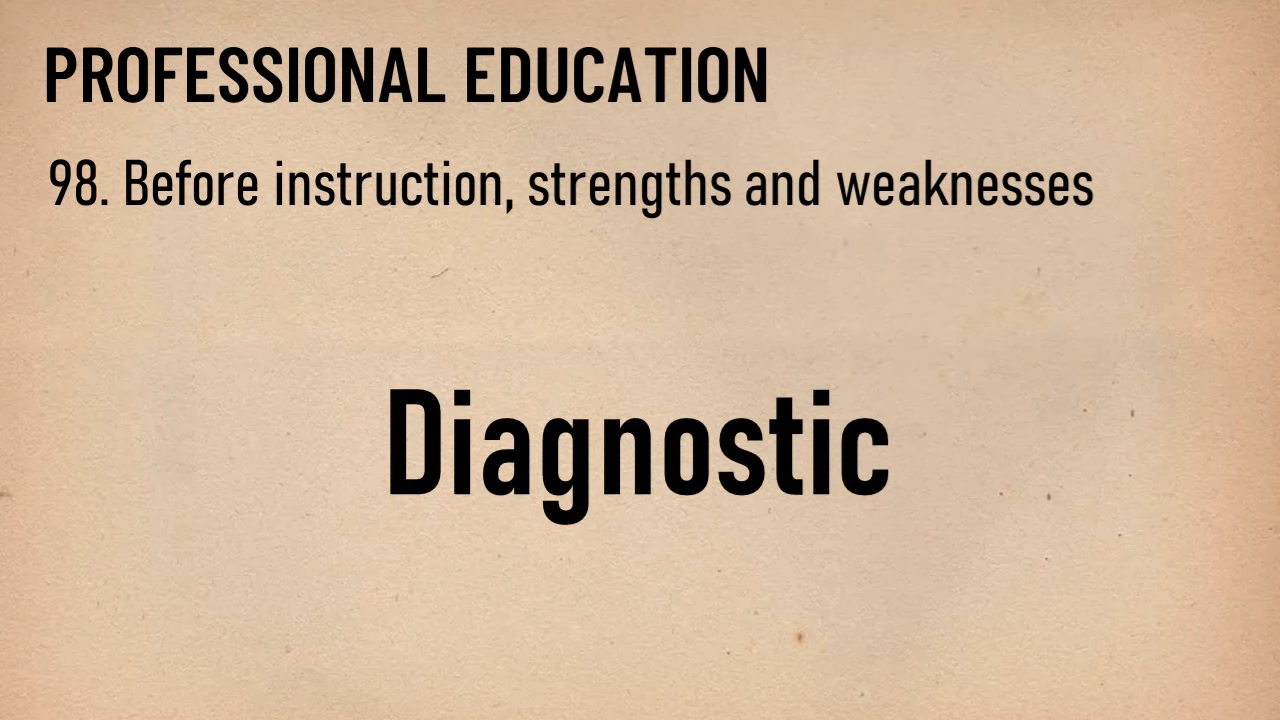 PROFESSIONAL EDUCATION
98. Before instruction, strengths and weaknesses
Diagnostic